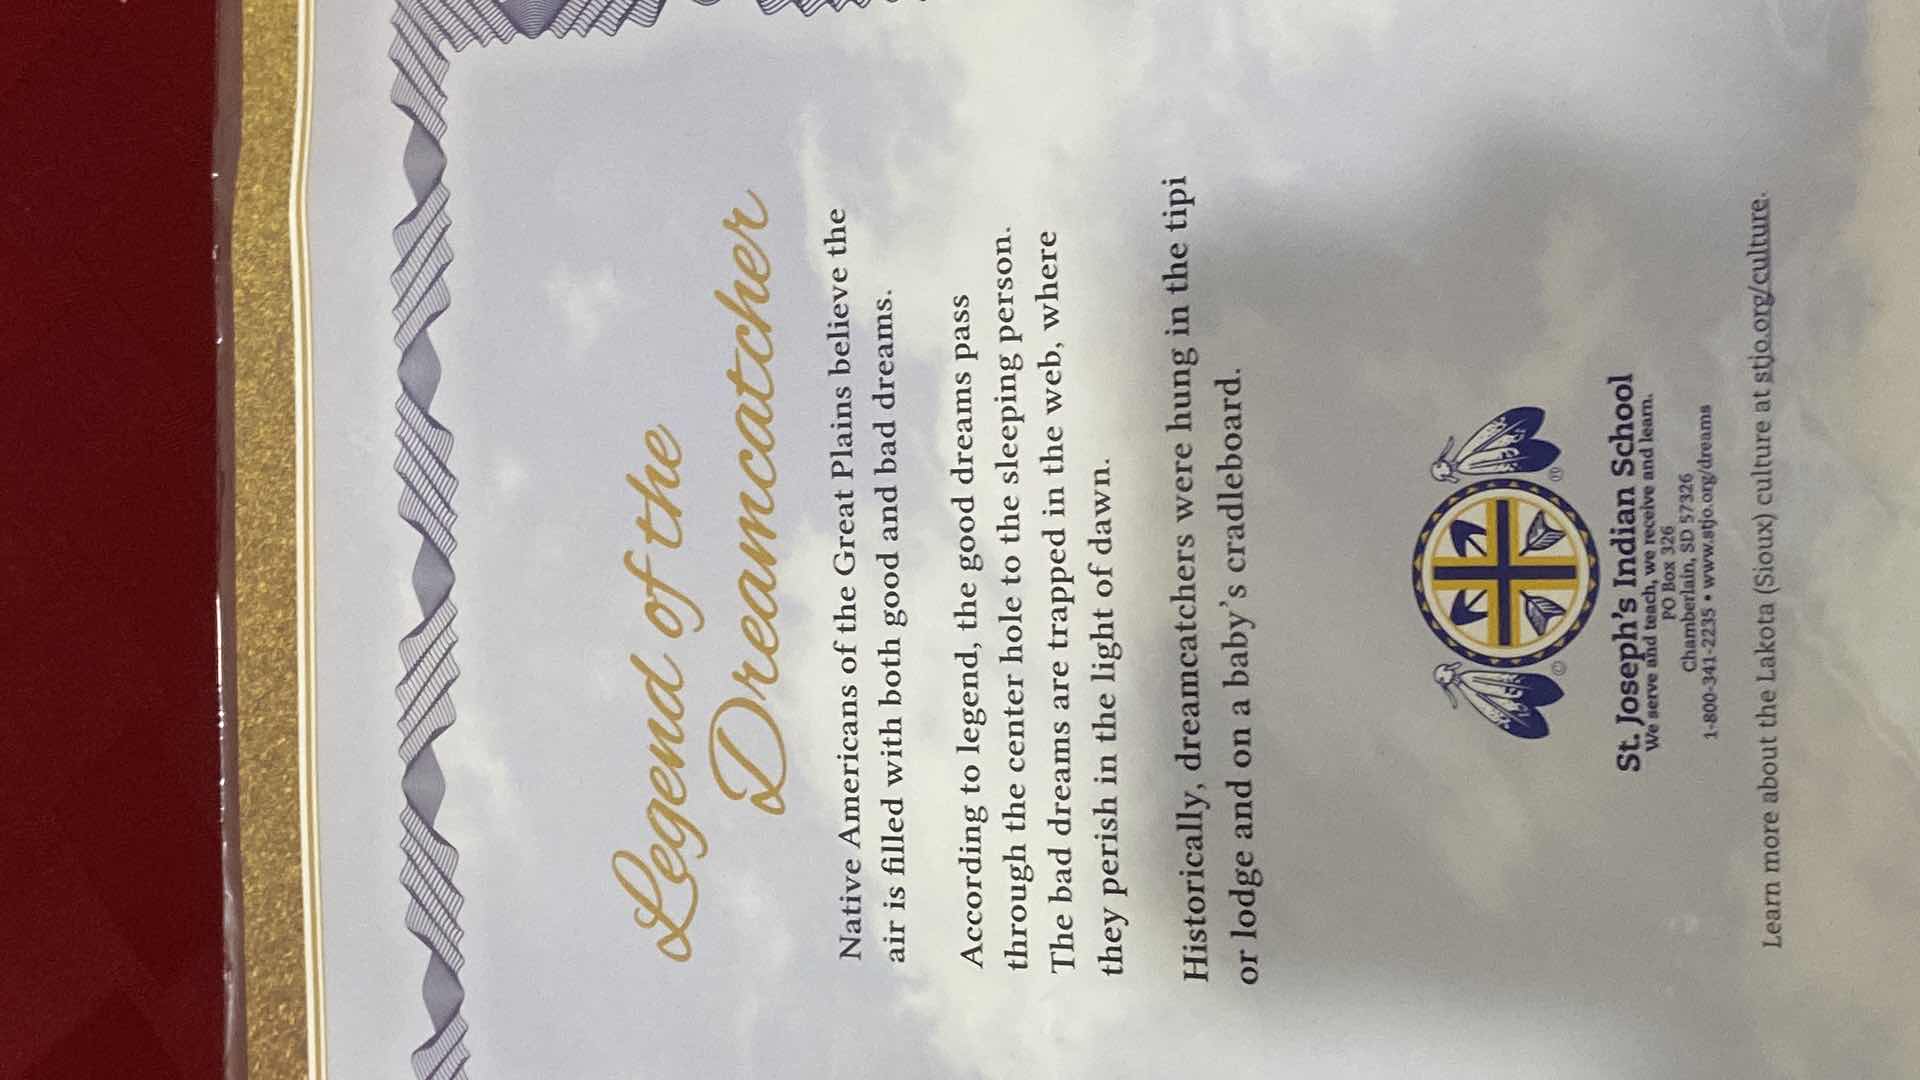 Legend of the
Dreamcatcher
Native Americans of the Great Plains believe the
air is filled with both good and bad dreams.
According to legend, the good dreams pass
through the center hole to the sleeping person.
The bad dreams are trapped in the web, where
they perish in the light of dawn.
Historically, dreamcatchers were hung in the tipi
or lodge and on a baby's cradleboard.
© ®
St. Joseph's Indian School
We serve and teach, we receive and learn.
PO Box 326
Chamberlain, SD 57326
1-800-341-2235 • www.stjo.org/dreams
Learn more about the Lakota (Sioux) culture at stjo.org/culture.